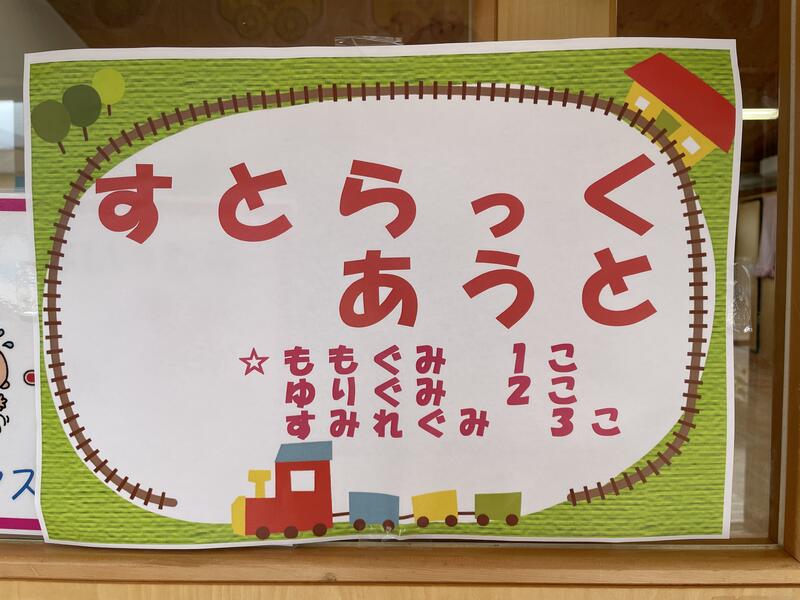 すとらっく
あうと
☆ももぐみ 1こ
ゆりぐみ 2こ
すみれぐみ 3こ
ス